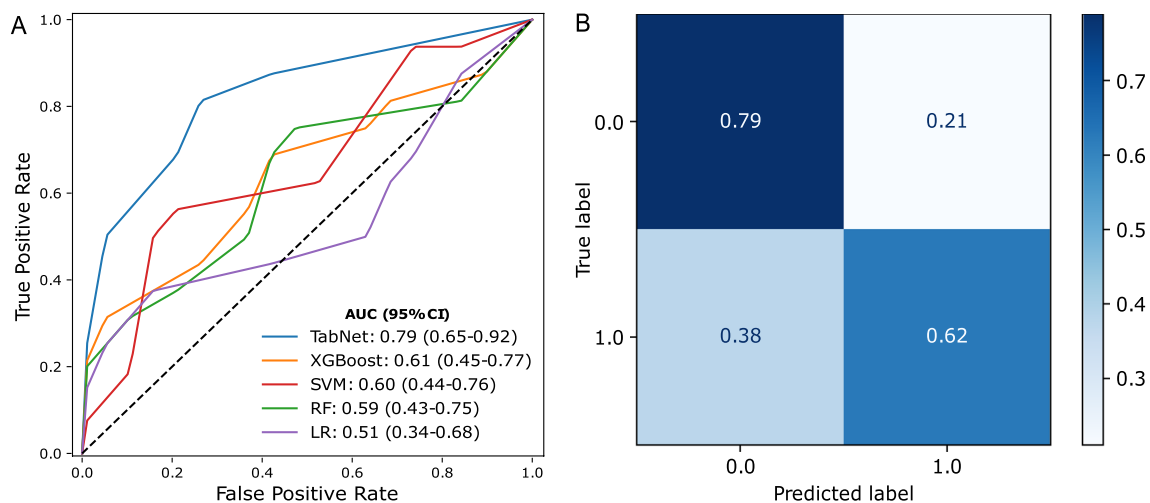 A
1.0
0.8
0.6
0.4
0.2
0.0
True Positive Rate
0.0 0.2 0.4 0.6 0.8 1.0
False Positive Rate
AUC (95%CI)
TabNet: 0.79 (0.65-0.92)
XGBoost: 0.61 (0.45-0.77)
SVM: 0.60 (0.44-0.76)
RF: 0.59 (0.43-0.75)
LR: 0.51 (0.34-0.68)
B
True label
0.0
1.0
0.79 0.21
0.38 0.62
0.0 1.0
Predicted label
0.7
0.6
0.5
0.4
0.3